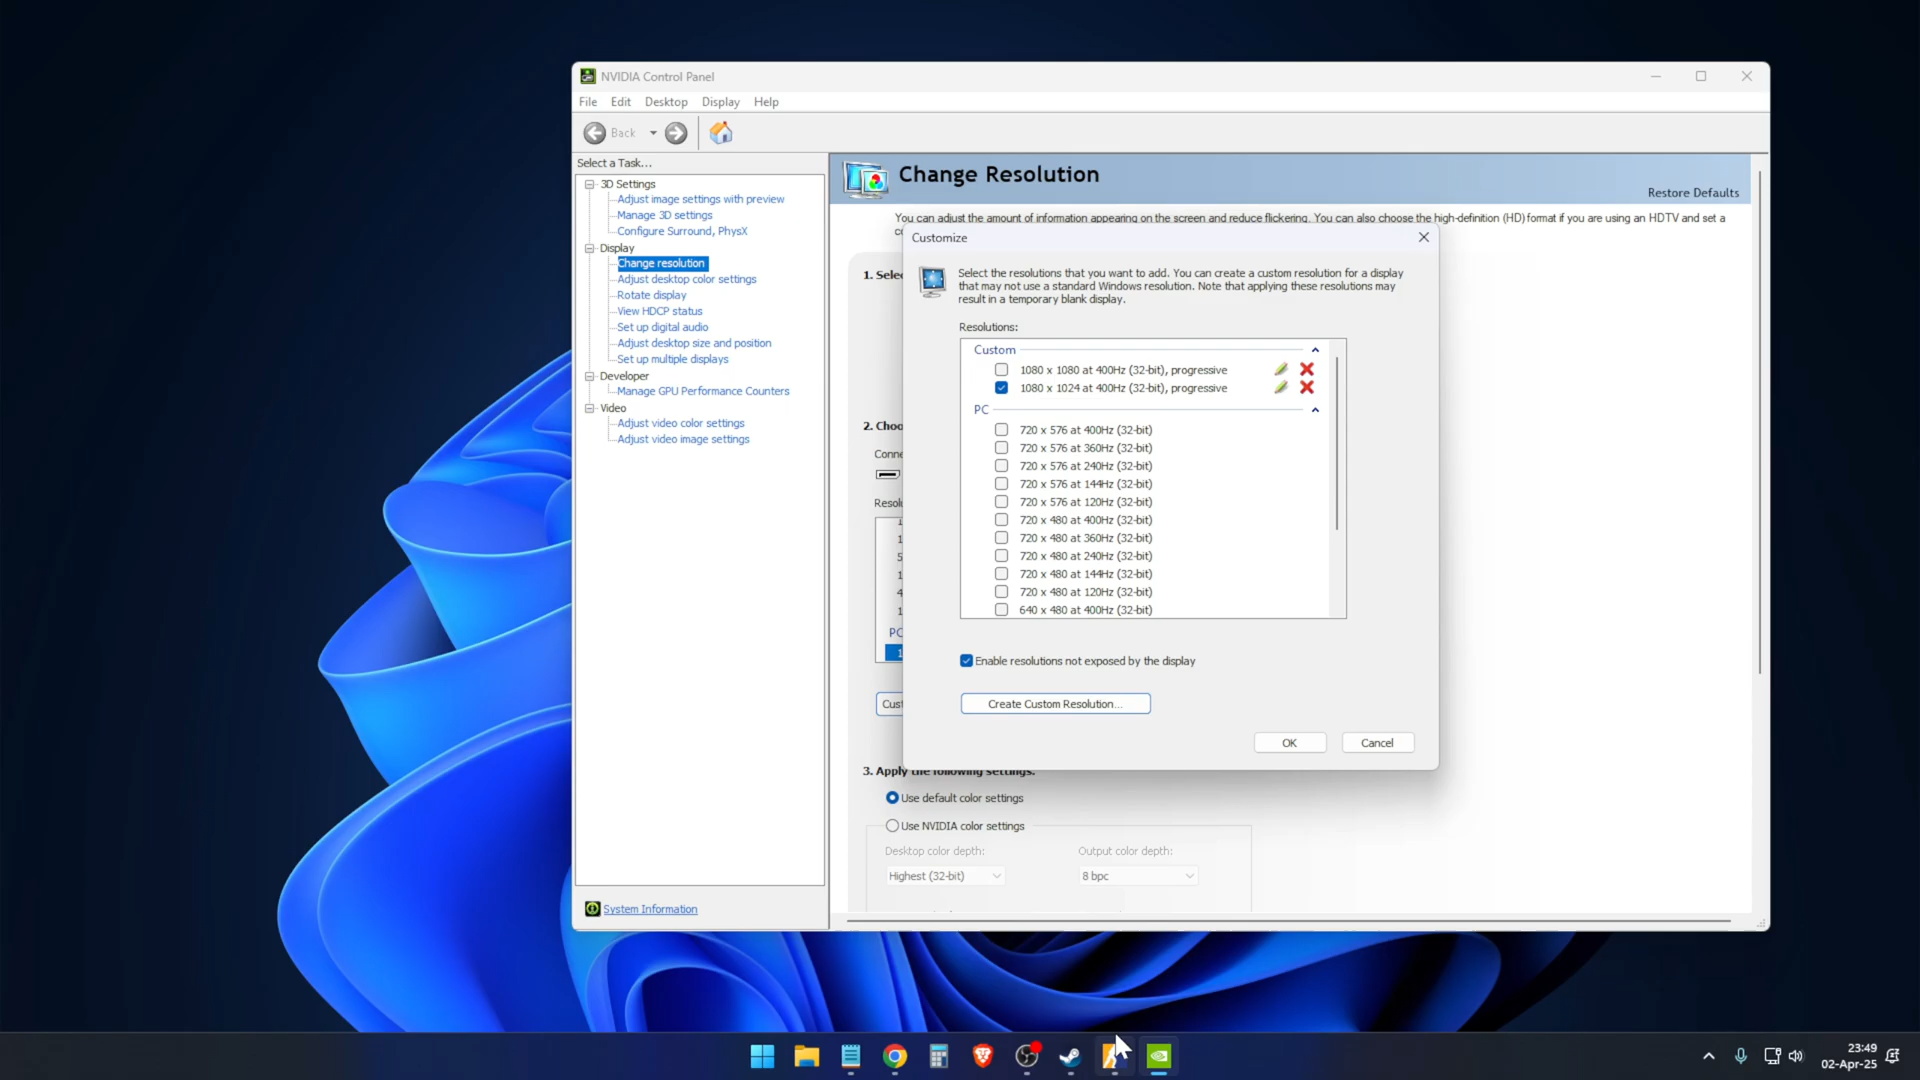 NVIDIA Control Panel
File Edit Desktop Display Help
Back
Select a Task...
3D Settings
Adjust image settings with preview
Manage 3D settings
Configure Surround, PhysX
Display
Change resolution
Adjust desktop color settings
Rotate display
View HDCP status
Set up digital audio
Adjust desktop size and position
Set up multiple displays
Developer
Manage GPU Performance Counters
Video
Adjust video color settings
Adjust video image settings
System Information
Change Resolution
Restore Defaults
You can adjust the amount of information appearing on the screen and reduce flickering. You can also choose the high-definition (HD) format if you are using an HDTV and set a
1. Selec
2. Choo
Conne
Resolu
PC
Cust
Customize
Select the resolutions that you want to add. You can create a custom resolution for a display
that may not use a standard Windows resolution. Note that applying these resolutions may
result in a temporary blank display.
Resolutions:
Custom
1080 x 1080 at 400Hz (32-bit), progressive
1080 x 1024 at 400Hz (32-bit), progressive
PC
720 x 576 at 400Hz (32-bit)
720 x 576 at 360Hz (32-bit)
720 x 576 at 240Hz (32-bit)
720 x 576 at 144Hz (32-bit)
720 x 576 at 120Hz (32-bit)
720 x 480 at 400Hz (32-bit)
720 x 480 at 360Hz (32-bit)
720 x 480 at 240Hz (32-bit)
720 x 480 at 144Hz (32-bit)
720 x 480 at 120Hz (32-bit)
640 x 480 at 400Hz (32-bit)
Enable resolutions not exposed by the display
Create Custom Resolution...
OK Cancel
3. Apply the following settings.
Use default color settings
Use NVIDIA color settings
Desktop color depth: Output color depth:
Highest (32-bit) 8 bpc
23:49
02-Apr-25